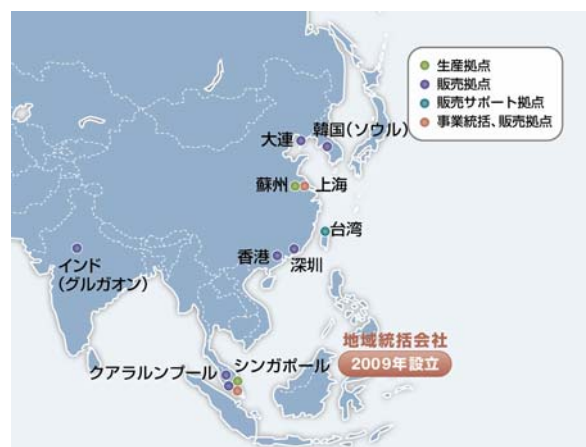 生産拠点
販売拠点
販売サポート拠点
事業統括、販売拠点
韓国(ソウル)
大連
蘇州
上海
台湾
香港
深圳
インド
(グルガオン)
地域統括会社
2009年設立
シンガポール
クアラルンプール